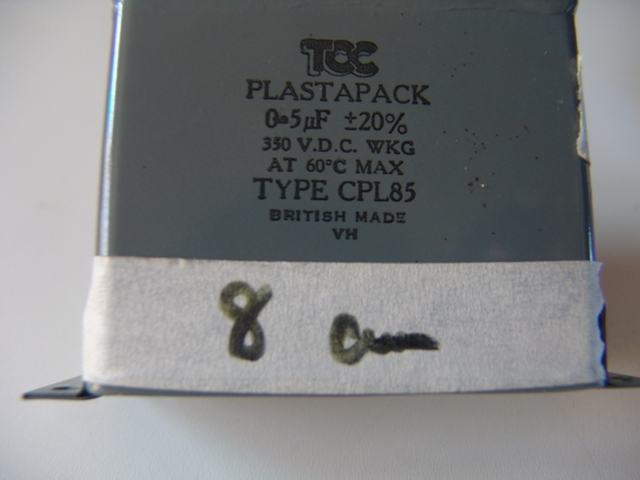 TCC
PLASTAPACK
0.5µF ±20%
350 V.D.C. WKG
AT 60°C MAX
TYPE CPL85
BRITISH MADE
VH
8